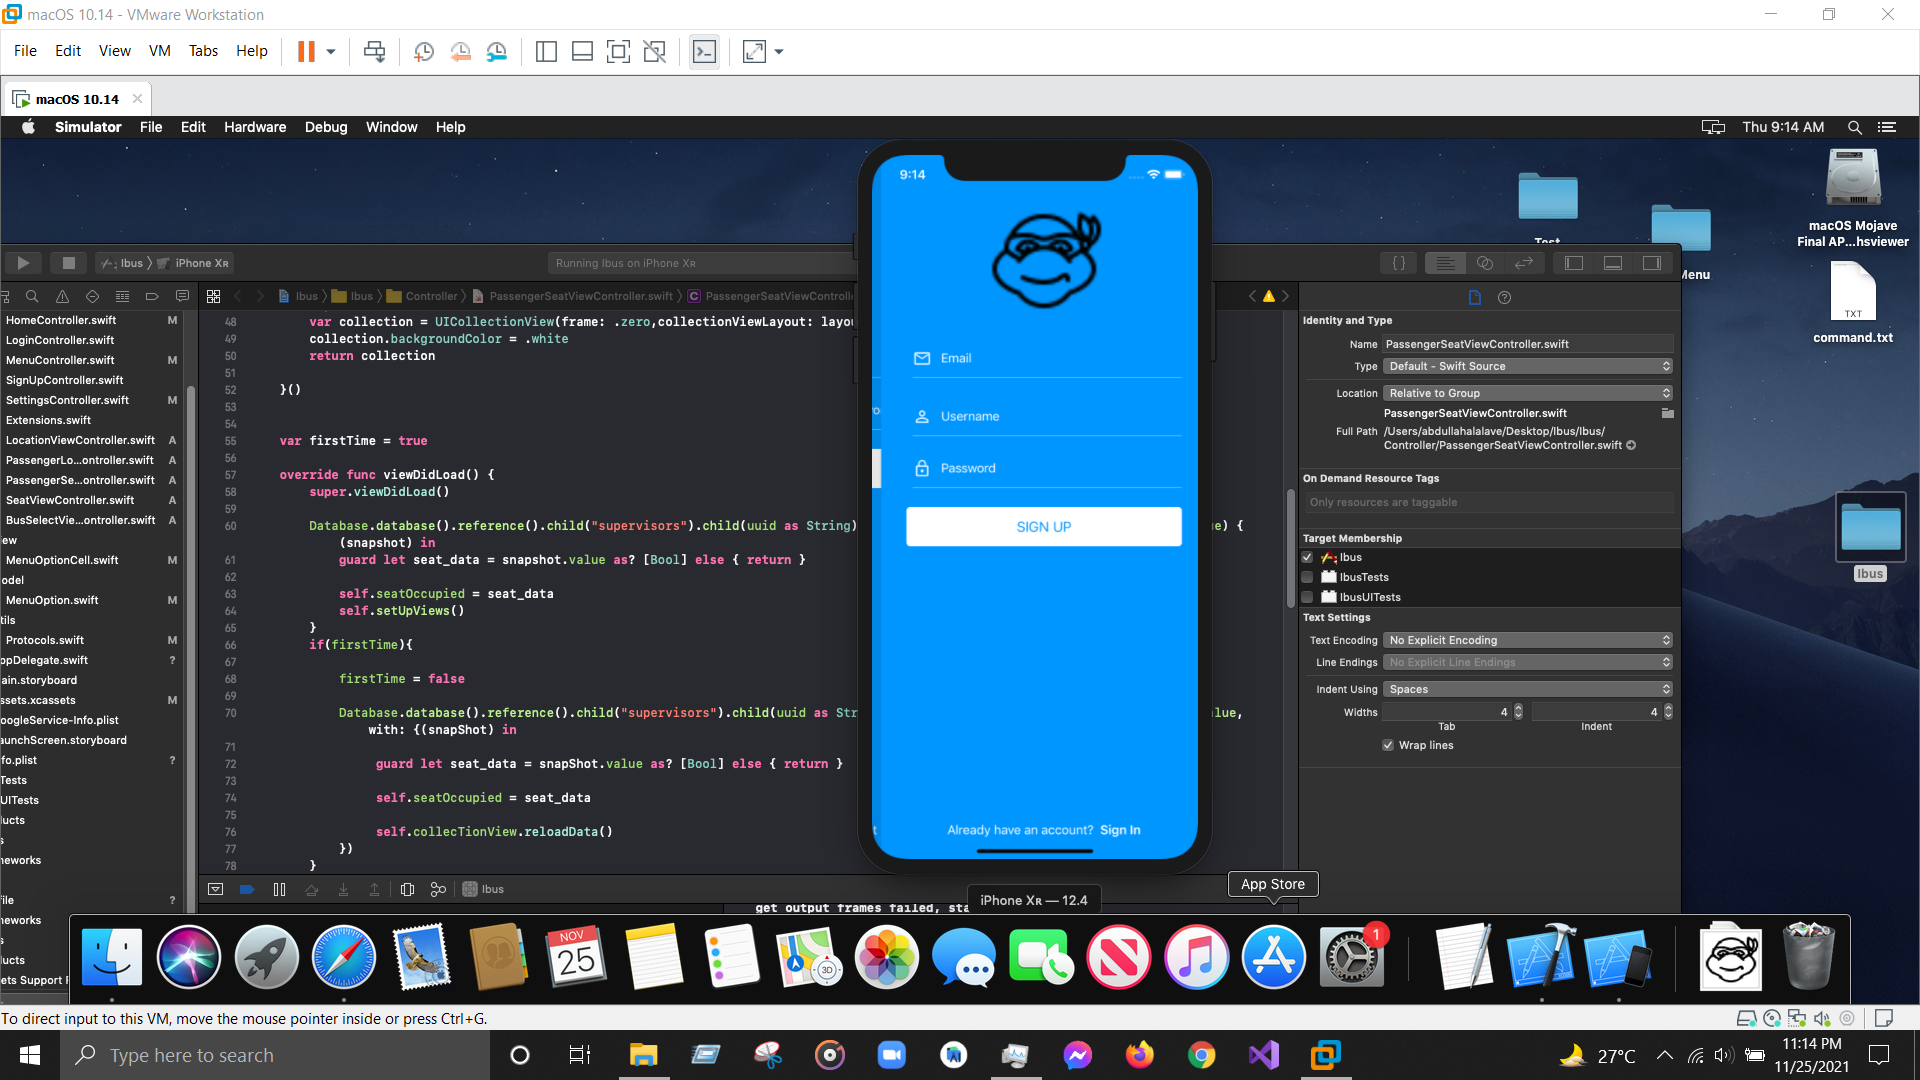 macOS 10.14 - VMware Workstation
File Edit View VM Tabs Help
macOS 10.14
Simulator File Edit Hardware Debug Window Help
Thu 9:14 AM
9:14
macOS Mojave
Final AP...hsviewer
Test
Menu
TXT
command.txt
Ibus
Ibus iPhone XR
Running Ibus on iPhone XR
Ibus Ibus Controller PassengerSeatViewController.swift PassengerSeatViewControlle
HomeController.swift M
LoginController.swift
MenuController.swift M
SignUpController.swift
SettingsController.swift M
Extensions.swift
LocationViewController.swift A
PassengerLo...ontroller.swift A
PassengerSe...ontroller.swift A
SeatViewController.swift A
BusSelectVie...ontroller.swift A
ew
MenuOptionCell.swift M
odel
MenuOption.swift M
tils
Protocols.swift M
ppDelegate.swift ?
ain.storyboard
ssets.xcassets M
oogleService-Info.plist
aunchScreen.storyboard
fo.plist ?
Tests
UITests
ucts
s
neworks
file ?
neworks
s
ucts
ets Support F
48 var collection = UICollectionView(frame: .zero,collectionViewLayout: layou
49 collection.backgroundColor = .white
50 return collection
51
52 }()
53
54
55 var firstTime = true
56
57 override func viewDidLoad() {
58 super.viewDidLoad()
59
60 Database.database().reference().child("supervisors").child(uuid as String) e) {
(snapshot) in
61 guard let seat_data = snapshot.value as? [Bool] else { return }
62
63 self.seatOccupied = seat_data
64 self.setUpViews()
65 }
66 if(firstTime){
67
68 firstTime = false
69
70 Database.database().reference().child("supervisors").child(uuid as Str lue,
with: {(snapShot) in
71
72 guard let seat_data = snapShot.value as? [Bool] else { return }
73
74 self.seatOccupied = seat_data
75
76 self.collecTionView.reloadData()
77 })
78 }
Ibus
get output frames failed, sta
Email
Username
Password
SIGN UP
Already have an account? Sign In
iPhone XR — 12.4
App Store
Identity and Type
Name PassengerSeatViewController.swift
Type Default - Swift Source
Location Relative to Group
PassengerSeatViewController.swift
Full Path /Users/abdullahalalave/Desktop/Ibus/Ibus/
Controller/PassengerSeatViewController.swift
On Demand Resource Tags
Only resources are taggable
Target Membership
Ibus
IbusTests
IbusUITests
Text Settings
Text Encoding No Explicit Encoding
Line Endings No Explicit Line Endings
Indent Using Spaces
Widths 4 4
Tab Indent
Wrap lines
NOV
25
3D
1
To direct input to this VM, move the mouse pointer inside or press Ctrl+G.
Type here to search
27°C
11:14 PM
11/25/2021